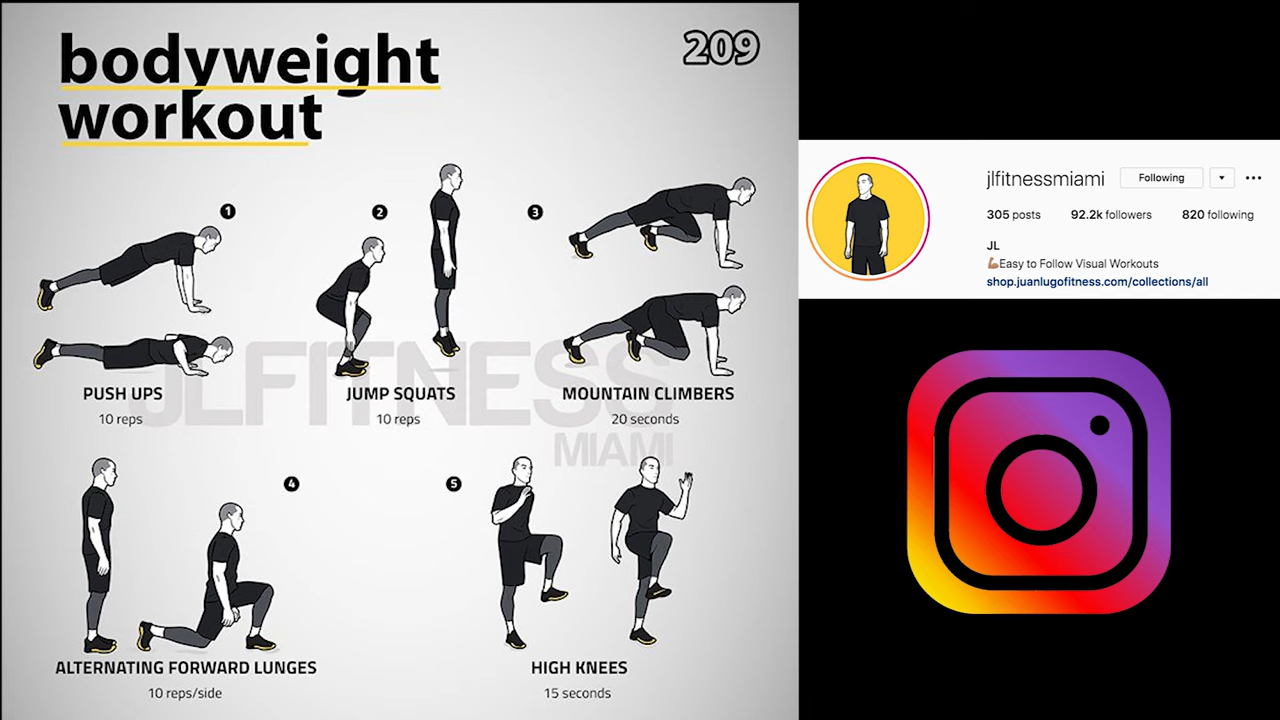 bodyweight
workout
209
1
2
3
PUSH UPS
10 reps
JUMP SQUATS
10 reps
MOUNTAIN CLIMBERS
20 seconds
JLFITNESS
MIAMI
4
5
ALTERNATING FORWARD LUNGES
10 reps/side
HIGH KNEES
15 seconds
jlfitnessmiami Following
305 posts 92.2k followers 820 following
JL
💪🏽Easy to Follow Visual Workouts
shop.juanlugofitness.com/collections/all